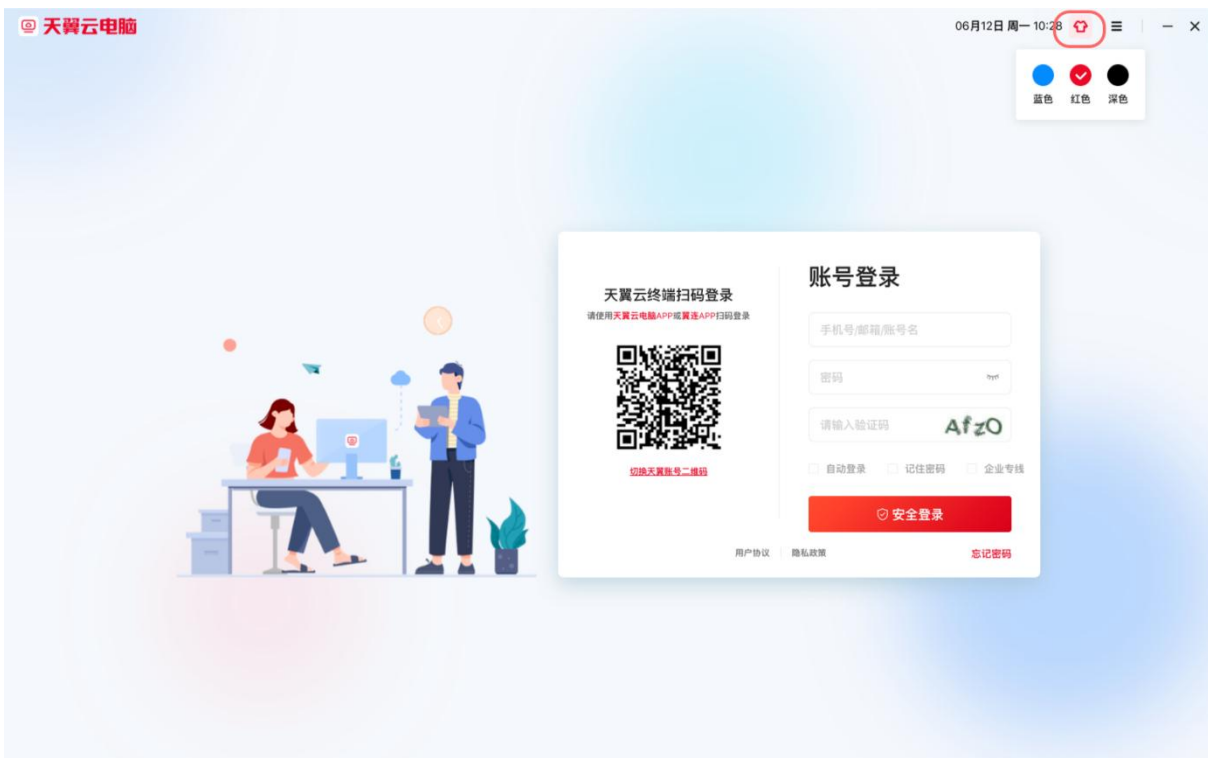 天翼云电脑
06月12日 周一 10:28
蓝色 红色 深色
天翼云终端扫码登录
请使用天翼云电脑APP或翼连APP扫码登录
切换天翼账号二维码
账号登录
手机号/邮箱/账号名
密码
请输入验证码 AfzO
自动登录 记住密码 企业专线
安全登录
用户协议 隐私政策 忘记密码